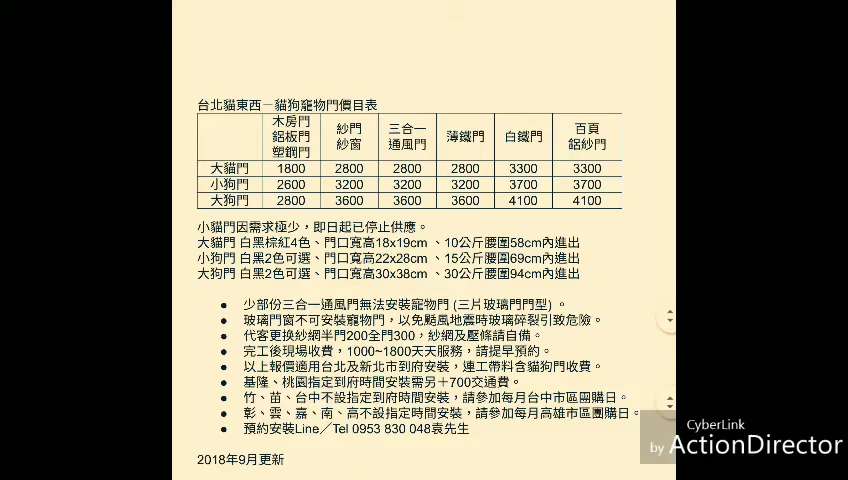 台北貓東西－貓狗寵物門價目表
木房門 鋁板門 塑鋼門 紗門 紗窗 三合一 通風門 薄鐵門 白鐵門 百頁 鋁紗門
大貓門 1800 2800 2800 2800 3300 3300
小狗門 2600 3200 3200 3200 3700 3700
大狗門 2800 3600 3600 3600 4100 4100
小貓門因需求極少，即日起已停止供應。
大貓門 白黑棕紅4色、門口寬高18x19cm 、10公斤腰圍58cm內進出
小狗門 白黑2色可選、門口寬高22x28cm 、15公斤腰圍69cm內進出
大狗門 白黑2色可選、門口寬高30x38cm 、30公斤腰圍94cm內進出
● 少部份三合一通風門無法安裝寵物門 (三片玻璃門門型) 。
● 玻璃門窗不可安裝寵物門，以免颱風地震時玻璃碎裂引致危險。
● 代客更換紗網半門200全門300，紗網及壓條請自備。
● 完工後現場收費，1000~1800天天服務，請提早預約。
● 以上報價適用台北及新北市到府安裝，連工帶料含貓狗門收費。
● 基隆、桃園指定到府時間安裝需另＋700交通費。
● 竹、苗、台中不設指定到府時間安裝，請參加每月台中市區團購日。
● 彰、雲、嘉、南、高不設指定時間安裝，請參加每月高雄市區團購日。
● 預約安裝Line／Tel 0953 830 048袁先生
2018年9月更新
CyberLink
by ActionDirector